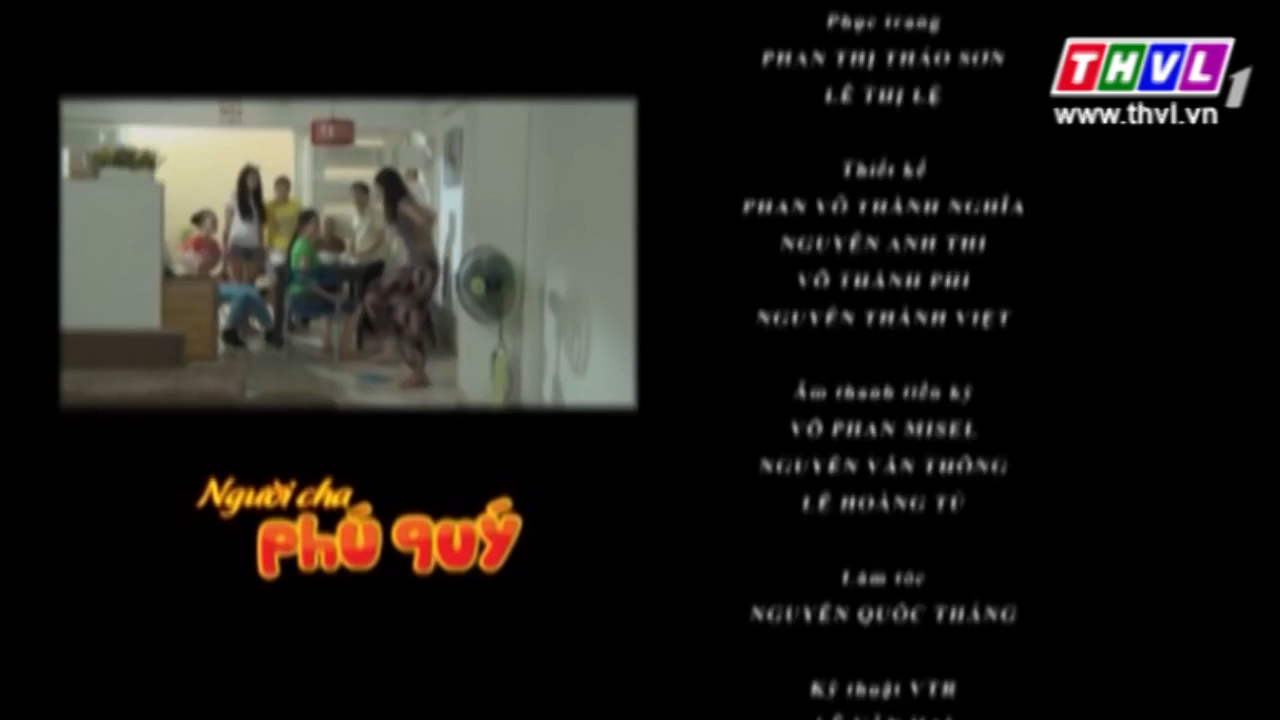 THVL 1
www.thvl.vn
Người cha
phú quý
Phục trang
PHAN THỊ THẢO SƠN
LÊ THỊ LỆ
Thiết kế
PHAN VÕ THÀNH NGHĨA
NGUYỄN ANH THI
VÕ THÀNH PHI
NGUYỄN THÀNH VIỆT
Âm thanh tiền kỳ
VÕ PHAN MISEL
NGUYỄN VĂN THÔNG
LÊ HOÀNG TÚ
Làm tóc
NGUYỄN QUỐC THẮNG
Kỹ thuật VTR